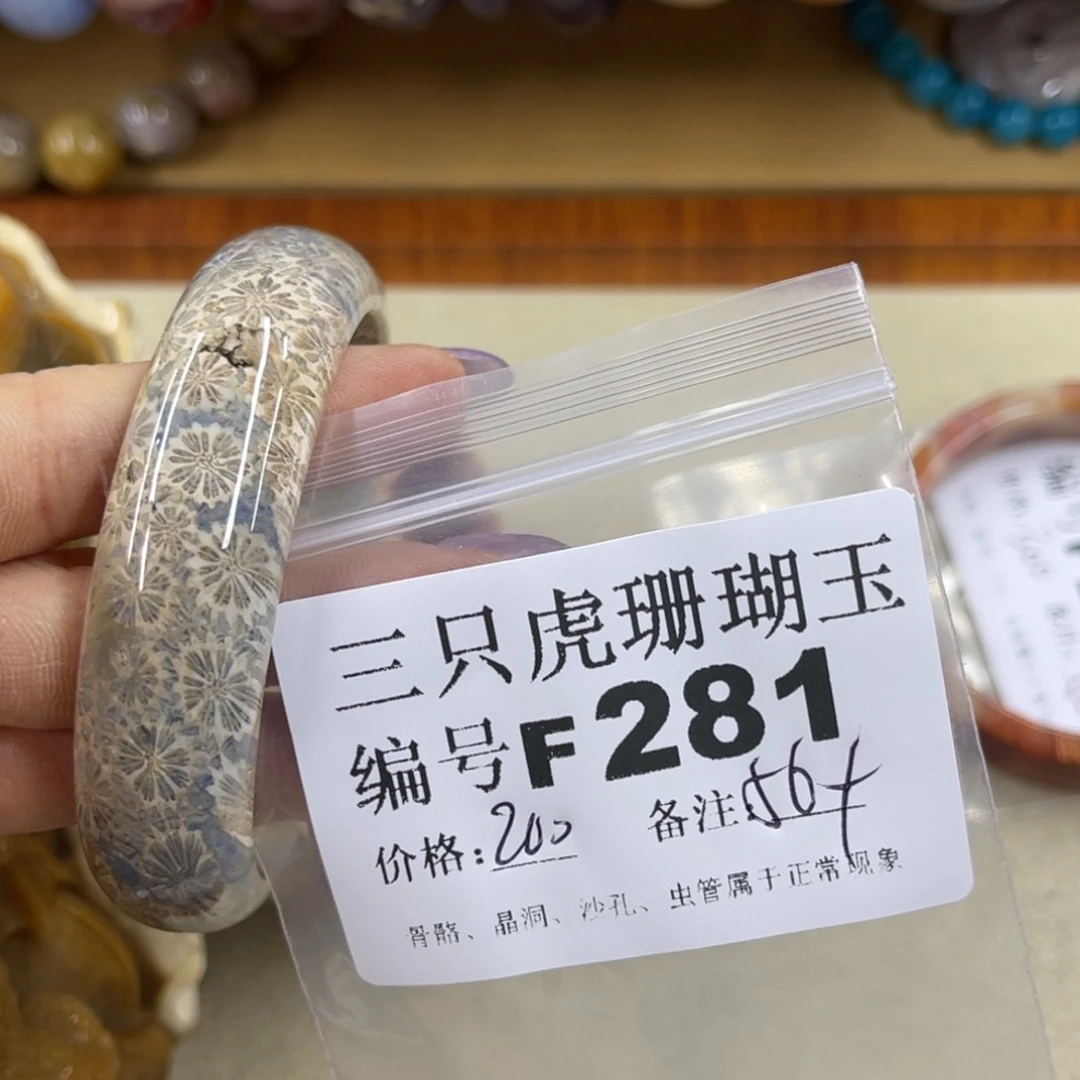 三只虎珊瑚玉
编号F281
价格:200 备注:564
骨骼、晶洞、沙孔、虫管属于正常现象